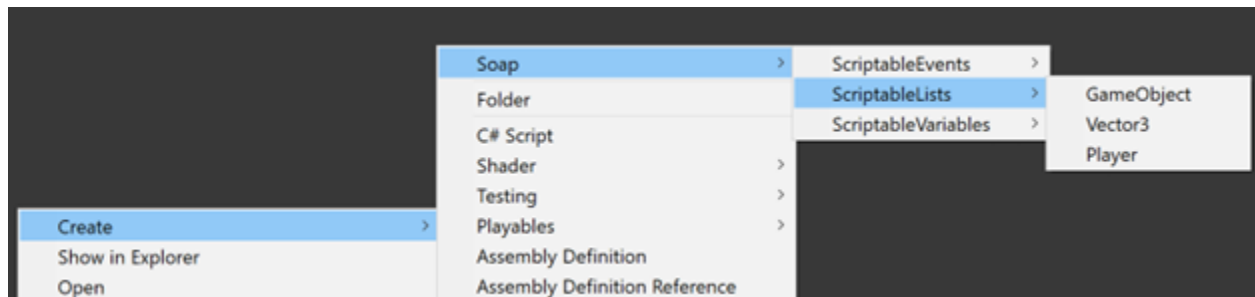 Create
Show in Explorer
Open
Soap
Folder
C# Script
Shader
Testing
Playables
Assembly Definition
Assembly Definition Reference
ScriptableEvents
ScriptableLists
ScriptableVariables
GameObject
Vector3
Player